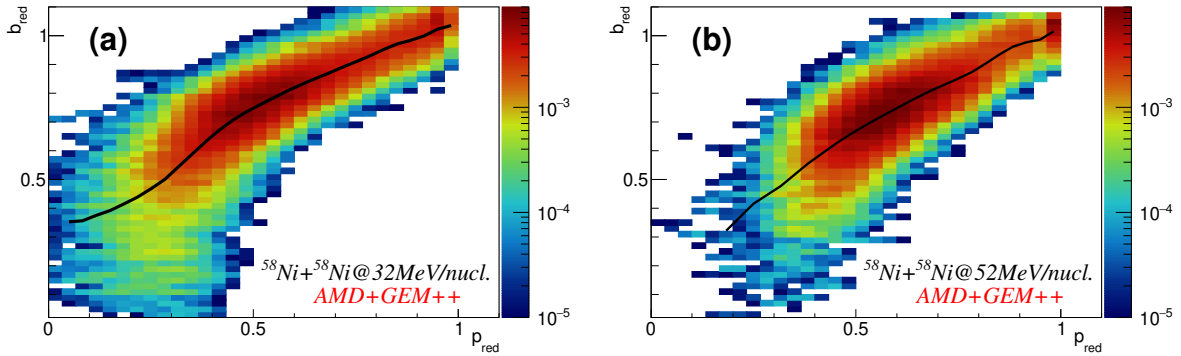 b_red
1
0.5
0
0.5
1
p_red
(a)
^58Ni+^58Ni@32MeV/nucl.
AMD+GEM++
10^-3
10^-4
10^-5
b_red
1
0.5
0
0.5
1
p_red
(b)
^58Ni+^58Ni@52MeV/nucl.
AMD+GEM++
10^-3
10^-4
10^-5